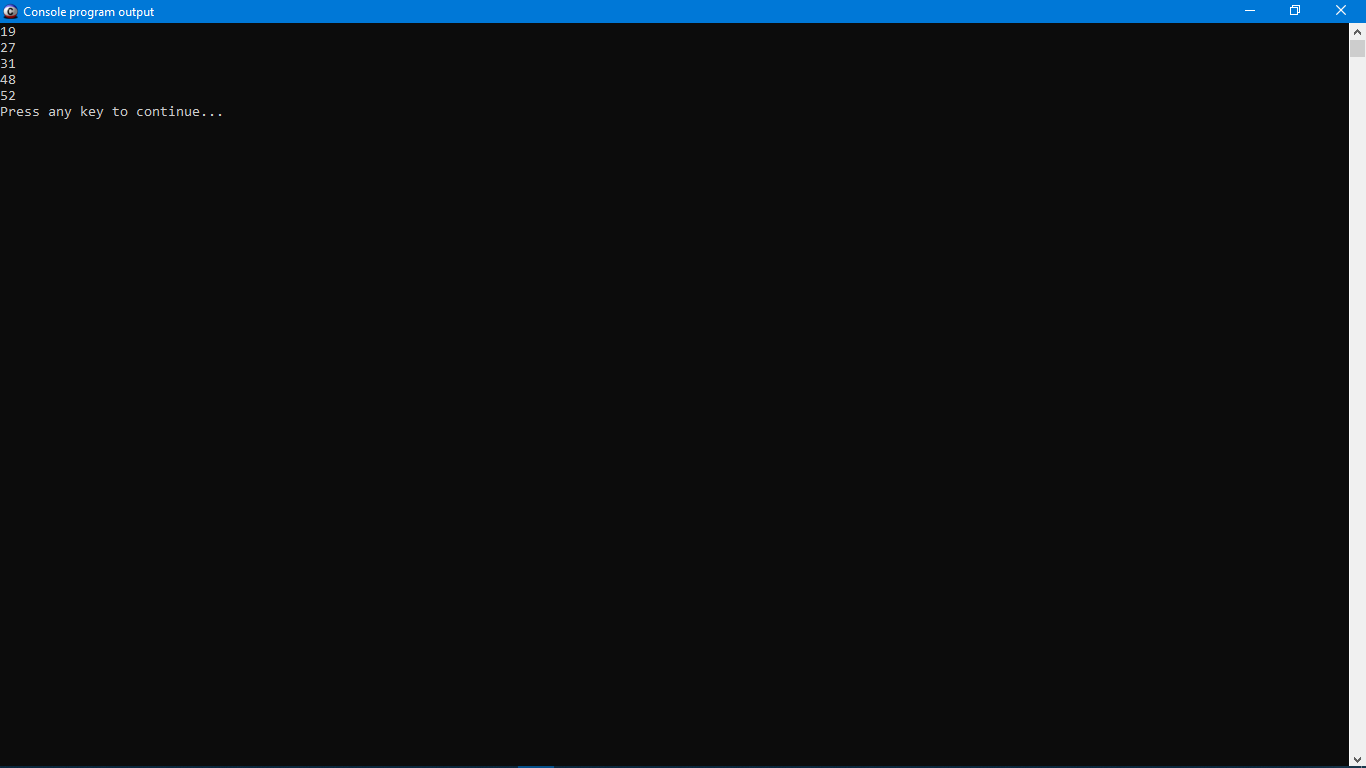 Console program output
19
27
31
48
52
Press any key to continue...